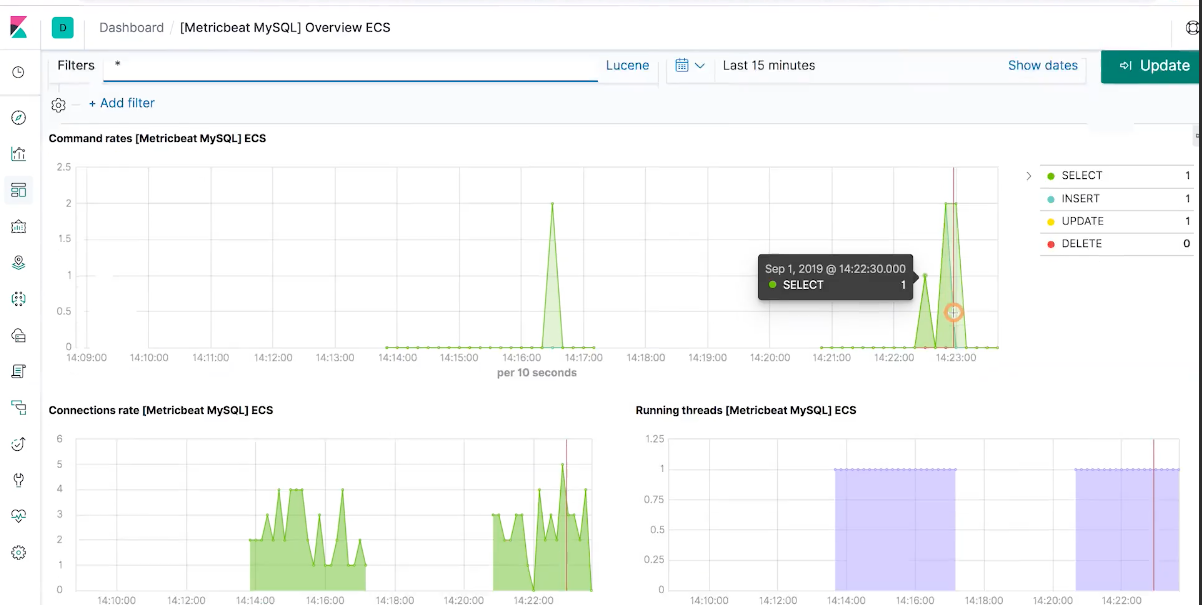 D Dashboard / [Metricbeat MySQL] Overview ECS
Filters * Lucene Last 15 minutes Show dates Update
+ Add filter
Command rates [Metricbeat MySQL] ECS
2.5
2
1.5
1
0.5
0
14:09:00 14:10:00 14:11:00 14:12:00 14:13:00 14:14:00 14:15:00 14:16:00 14:17:00 14:18:00 14:19:00 14:20:00 14:21:00 14:22:00 14:23:00
per 10 seconds
Sep 1, 2019 @ 14:22:30.000
SELECT 1
SELECT 1
INSERT 1
UPDATE 1
DELETE 0
Connections rate [Metricbeat MySQL] ECS
6
5
4
3
2
1
0
14:10:00 14:12:00 14:14:00 14:16:00 14:18:00 14:20:00 14:22:00
Running threads [Metricbeat MySQL] ECS
1.25
1
0.75
0.5
0.25
0
14:10:00 14:12:00 14:14:00 14:16:00 14:18:00 14:20:00 14:22:00